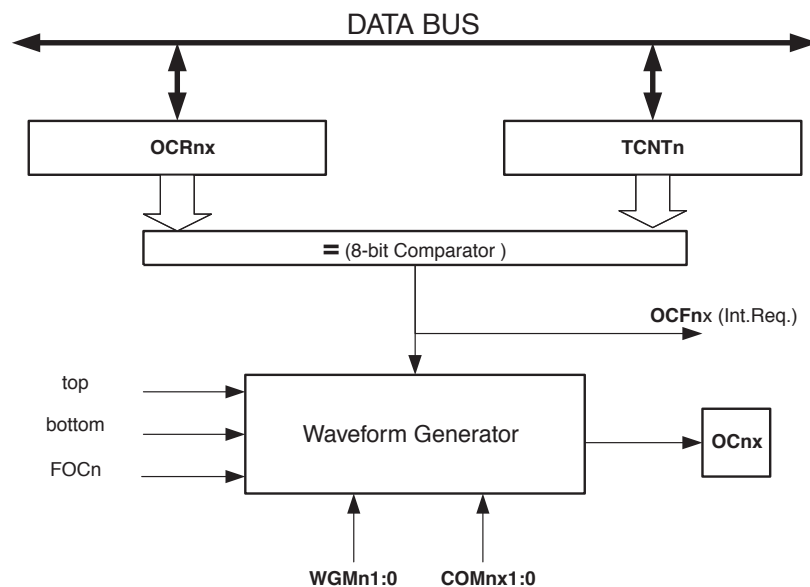 DATA BUS
OCRnx
TCNTn
= (8-bit Comparator )
OCFnx (Int.Req.)
top
bottom
FOCn
Waveform Generator
OCnx
WGMn1:0
COMnx1:0